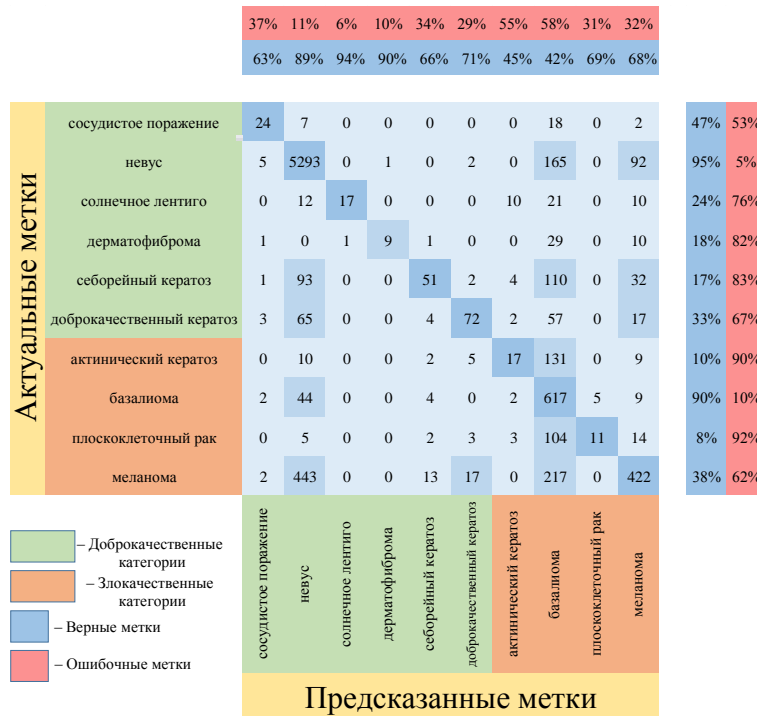 37% 11% 6% 10% 34% 29% 55% 58% 31% 32%
63% 89% 94% 90% 66% 71% 45% 42% 69% 68%
Актуальные метки
сосудистое поражение 24 7 0 0 0 0 0 18 0 2 47% 53%
невус 5 5293 0 1 0 2 0 165 0 92 95% 5%
солнечное лентиго 0 12 17 0 0 0 10 21 0 10 24% 76%
дерматофиброма 1 0 1 9 1 0 0 29 0 10 18% 82%
себорейный кератоз 1 93 0 0 51 2 4 110 0 32 17% 83%
доброкачественный кератоз 3 65 0 0 4 72 2 57 0 17 33% 67%
актинический кератоз 0 10 0 0 2 5 17 131 0 9 10% 90%
базалиома 2 44 0 0 4 0 2 617 5 9 90% 10%
плоскоклеточный рак 0 5 0 0 2 3 3 104 11 14 8% 92%
меланома 2 443 0 0 13 17 0 217 0 422 38% 62%
– Доброкачественные
категории
– Злокачественные
категории
– Верные метки
– Ошибочные метки
сосудистое поражение
невус
солнечное лентиго
дерматофиброма
себорейный кератоз
доброкачественный кератоз
актинический кератоз
базалиома
плоскоклеточный рак
меланома
Предсказанные метки